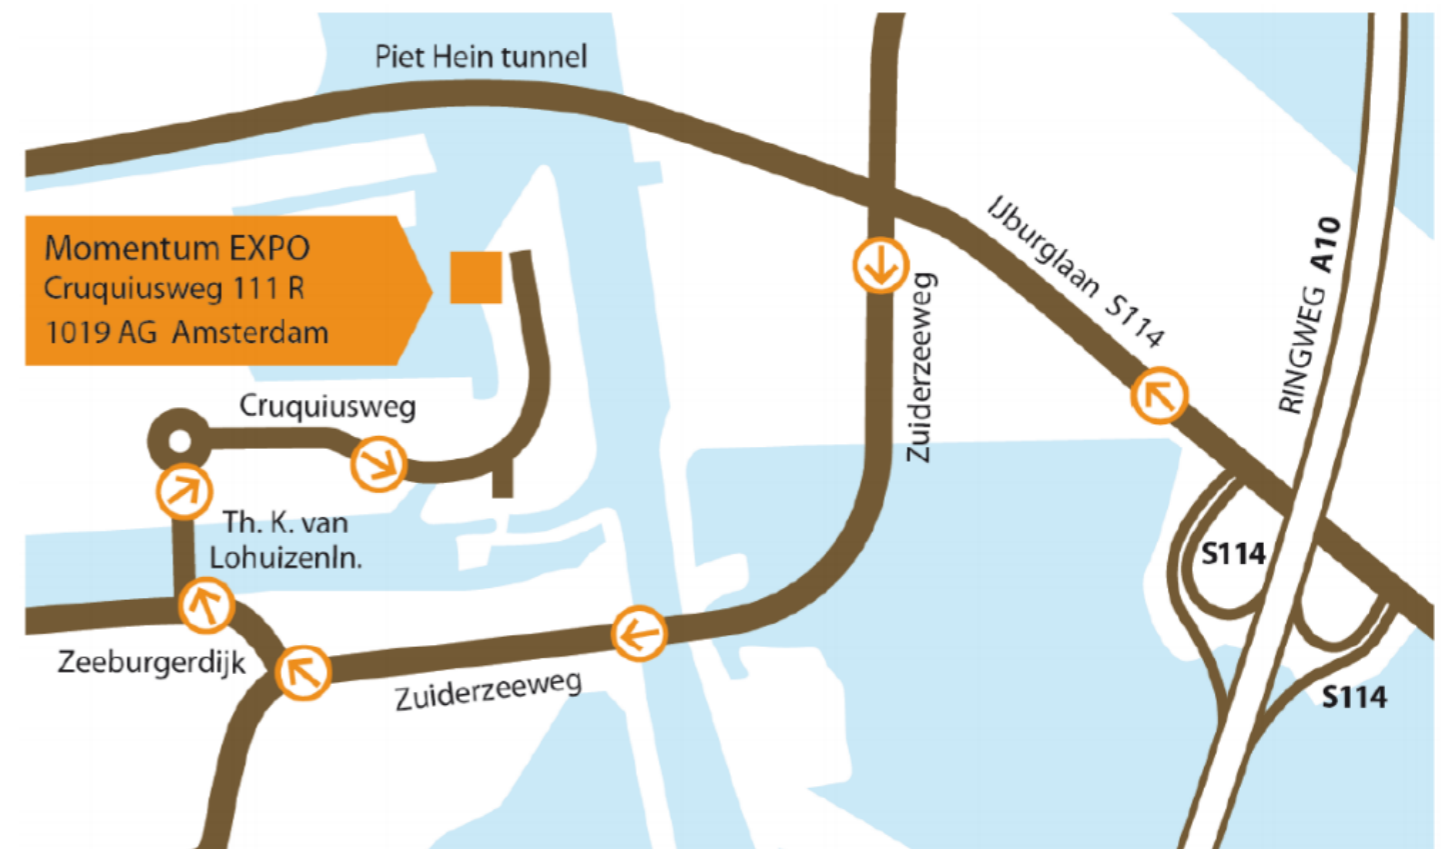 Piet Hein tunnel
IJburglaan S114
RINGWEG A10
Momentum EXPO
Cruquiusweg 111 R
1019 AG Amsterdam
Zuiderzeeweg
Cruquiusweg
Th. K. van
Lohuizenln.
S114
Zeeburgerdijk
Zuiderzeeweg
S114